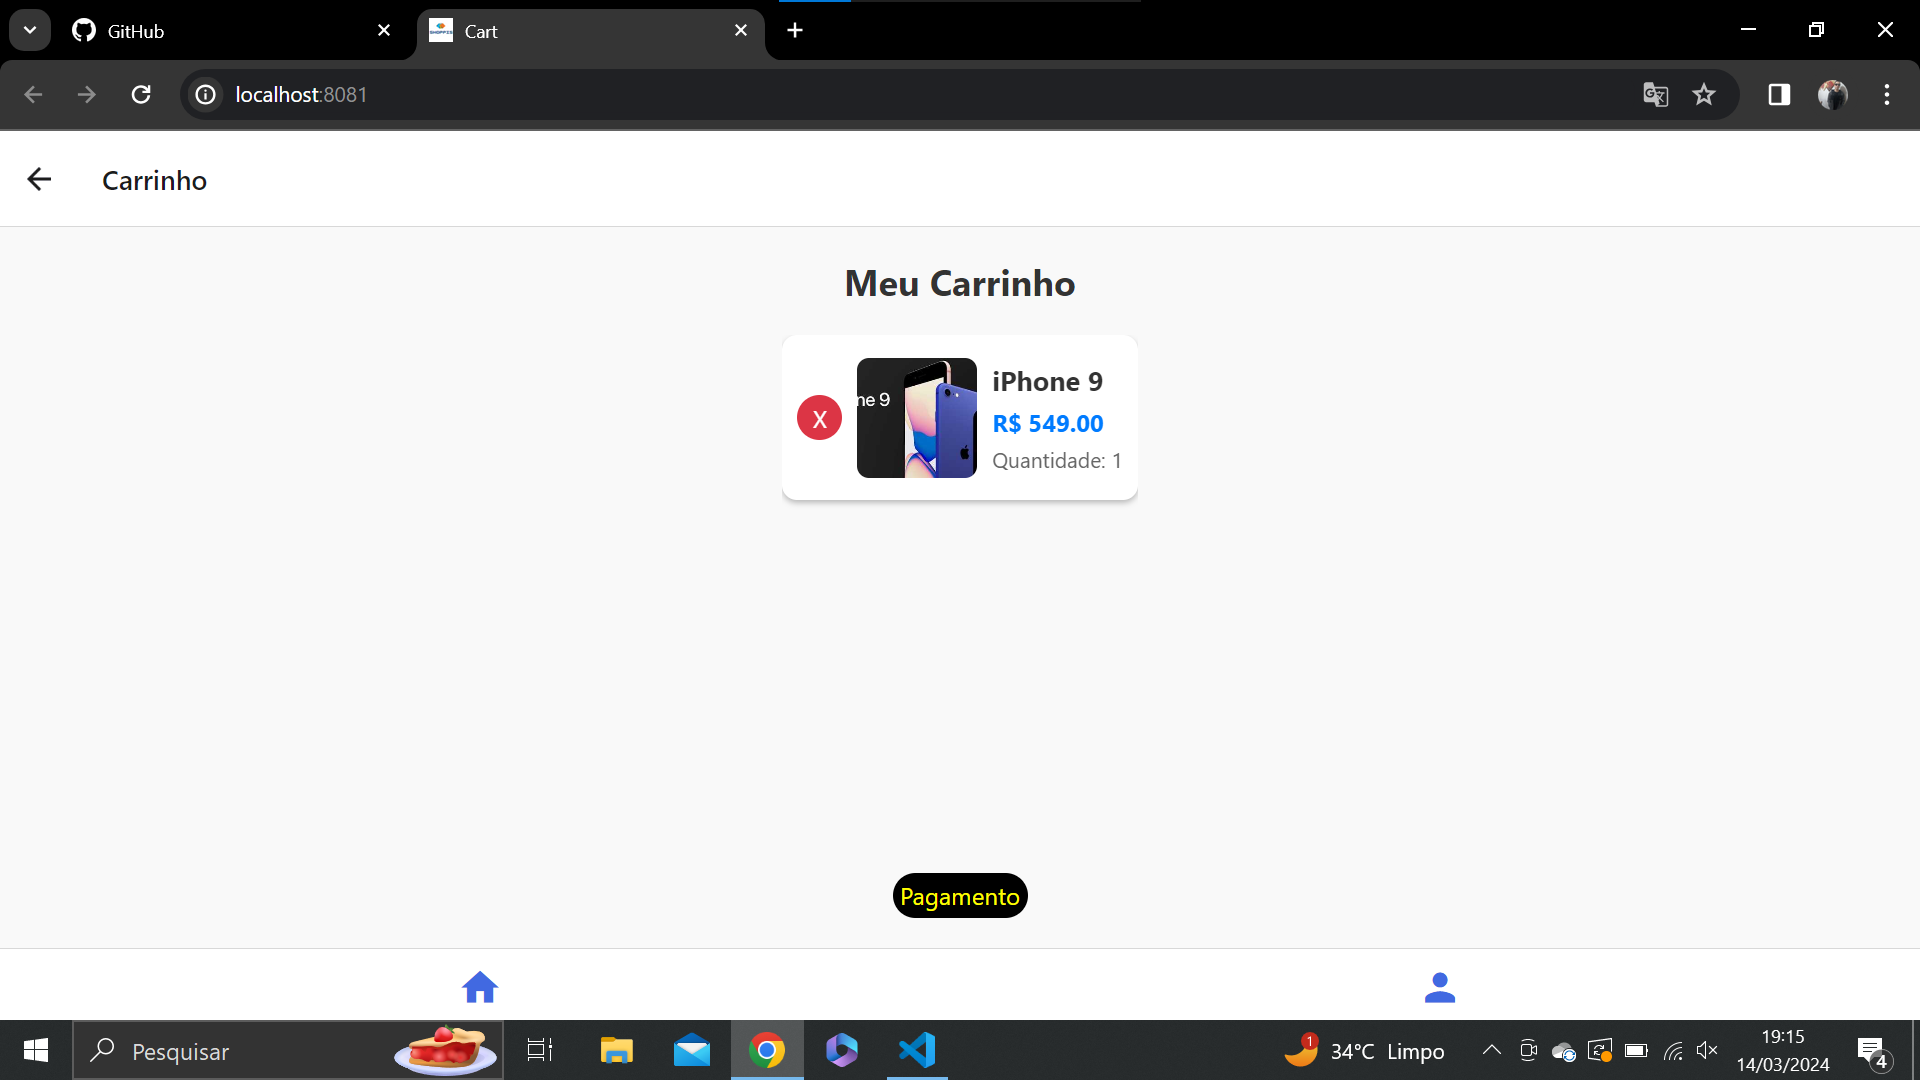 GitHub
Cart
localhost:8081
Carrinho
Meu Carrinho
ne 9
X
iPhone 9
R$ 549.00
Quantidade: 1
Pagamento
Pesquisar
1
34°C Limpo
19:15
14/03/2024
4